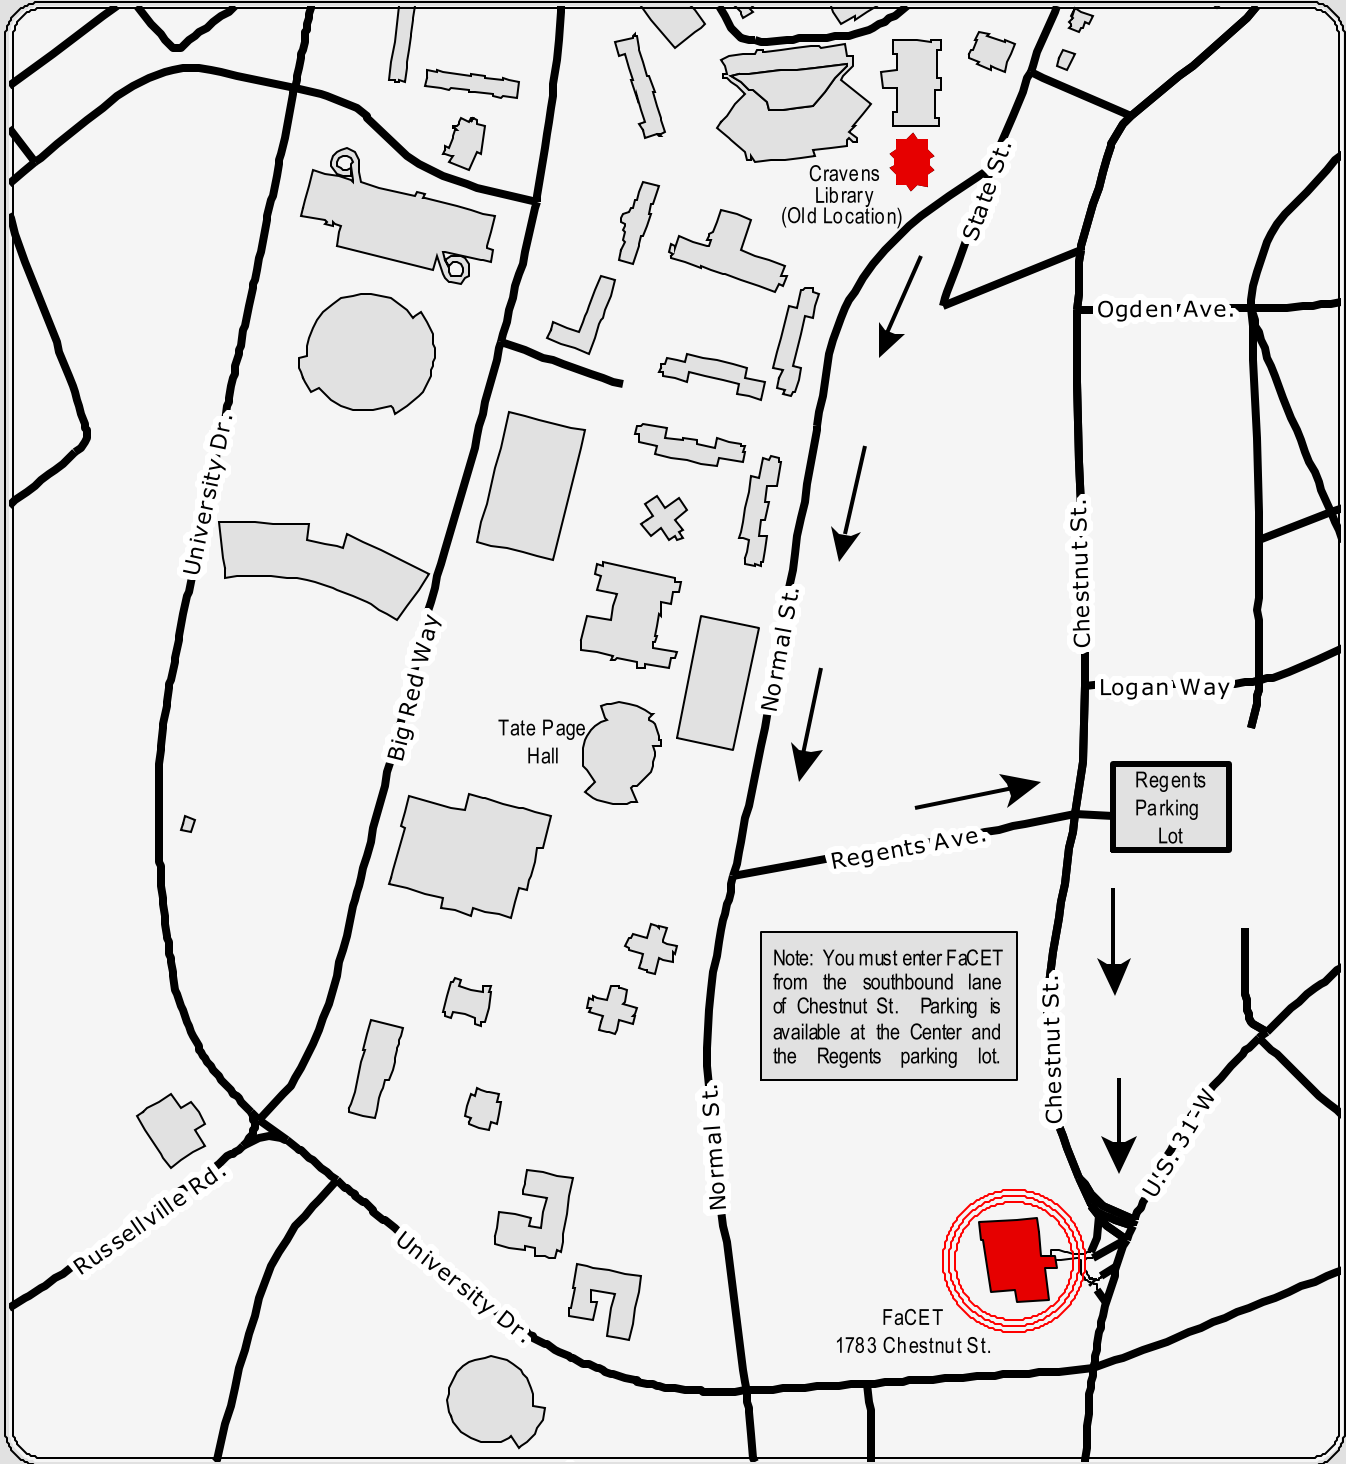 Cravens
Library
(Old Location)
State St.
Ogden Ave.
University Dr.
Chestnut St.
Big Red Way
Normal St.
Logan Way
Tate Page
Hall
Regents
Parking
Lot
Regents Ave.
Note: You must enter FaCET
from the southbound lane
of Chestnut St. Parking is
available at the Center and
the Regents parking lot.
Chestnut St.
Normal St.
U.S. 31-W
Russellville Rd.
University Dr.
FaCET
1783 Chestnut St.